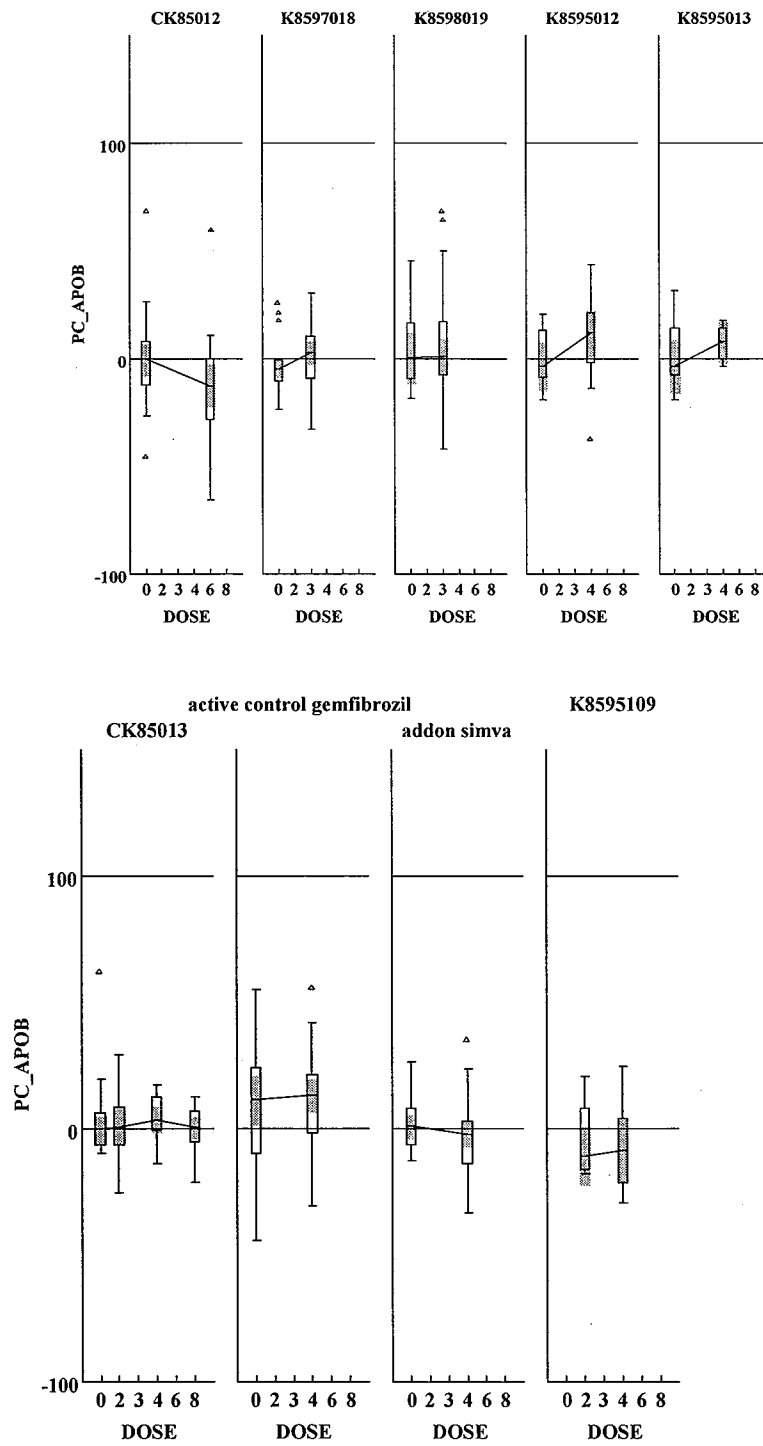 CK85012 K8597018 K8598019 K8595012 K8595013
100
PC_APOB
0
-100
0 2 3 4 6 8 0 2 3 4 6 8 0 2 3 4 6 8 0 2 3 4 6 8 0 2 3 4 6 8
DOSE DOSE DOSE DOSE DOSE
active control gemfibrozil K8595109
CK85013 addon simva
100
PC_APOB
0
-100
0 2 3 4 6 8 0 2 3 4 6 8 0 2 3 4 6 8 0 2 3 4 6 8
DOSE DOSE DOSE DOSE